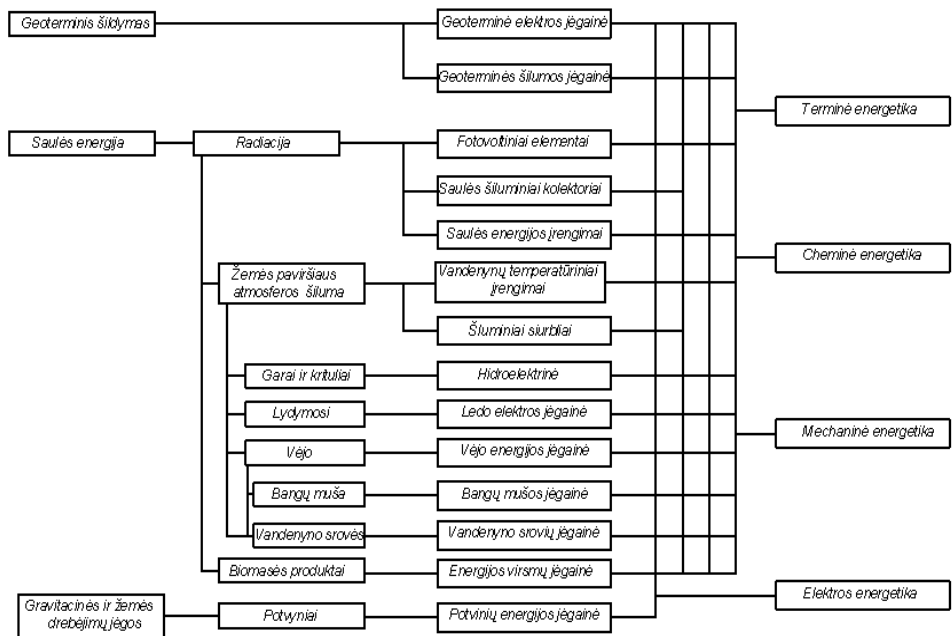 Geoterminis šildymas
Geoterminė elektros jėgainė
Geoterminės šilumos jėgainė
Terminė energetika
Saulės energija
Radiacija
Fotovoltiniai elementai
Saulės šiluminiai kolektoriai
Saulės energijos įrengimai
Cheminė energetika
Žemės paviršiaus
atmosferos šiluma
Vandenynų temperatūriniai
įrengimai
Šluminiai siurbliai
Garai ir krituliai
Hidroelektrinė
Lydymosi
Ledo elektros jėgainė
Mechaninė energetika
Vėjo
Vėjo energijos jėgainė
Bangų muša
Bangų mušos jėgainė
Vandenyno srovės
Vandenyno srovių jėgainė
Biomasės produktai
Energijos virsmų jėgainė
Elektros energetika
Gravitacinės ir žemės
drebėjimų jėgos
Potvyniai
Potvinių energijos jėgainė